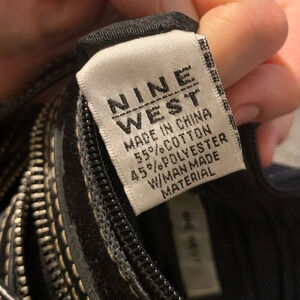 NINE
WEST
MADE IN CHINA
55% COTTON
45% POLYESTER
W/MAN MADE
MATERIAL